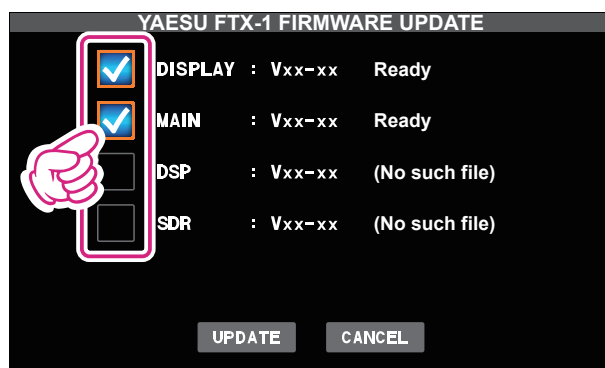 YAESU FTX-1 FIRMWARE UPDATE
DISPLAY : Vxx-xx Ready
MAIN : Vxx-xx Ready
DSP : Vxx-xx (No such file)
SDR : Vxx-xx (No such file)
UPDATE CANCEL